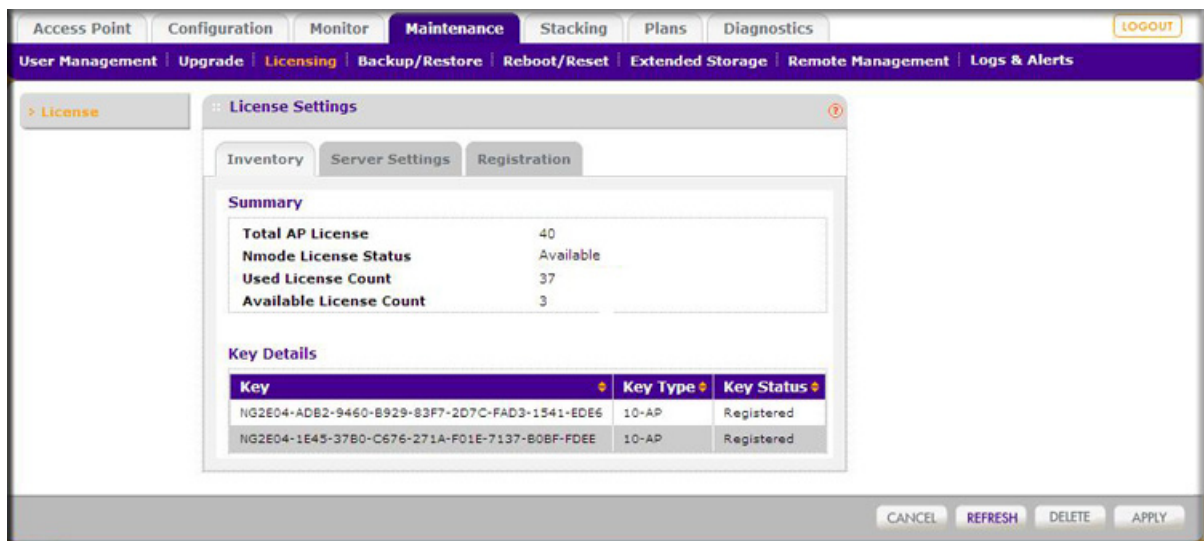 Access Point Configuration Monitor Maintenance Stacking Plans Diagnostics LOGOUT
User Management Upgrade Licensing Backup/Restore Reboot/Reset Extended Storage Remote Management Logs & Alerts
> License
:: License Settings ?
Inventory Server Settings Registration
Summary
Total AP License 40
Nmode License Status Available
Used License Count 37
Available License Count 3
Key Details
Key Key Type Key Status
NG2E04-ADB2-9460-B929-83F7-2D7C-FAD3-1541-EDE6 10-AP Registered
NG2E04-1E45-37B0-C676-271A-F01E-7137-B0BF-FDEE 10-AP Registered
CANCEL REFRESH DELETE APPLY